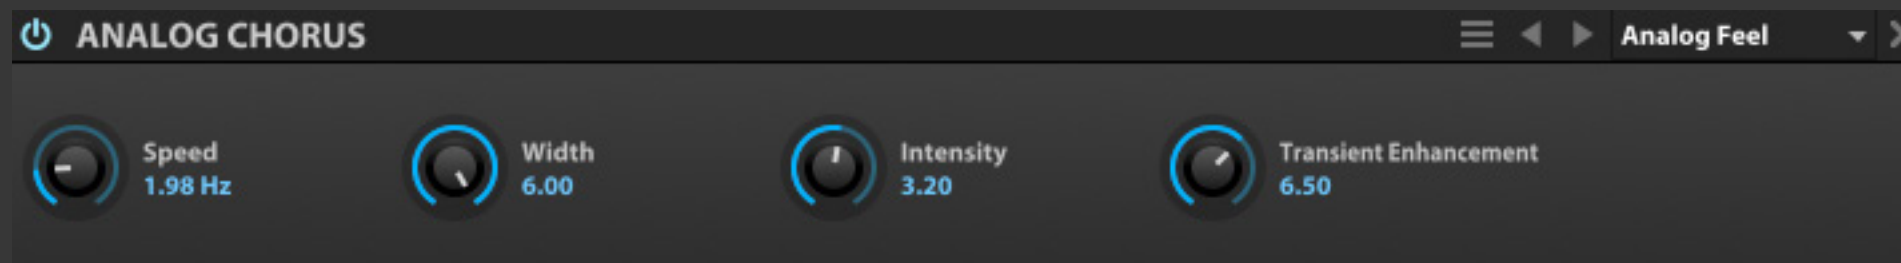 ANALOG CHORUS
Analog Feel
Speed
1.98 Hz
Width
6.00
Intensity
3.20
Transient Enhancement
6.50